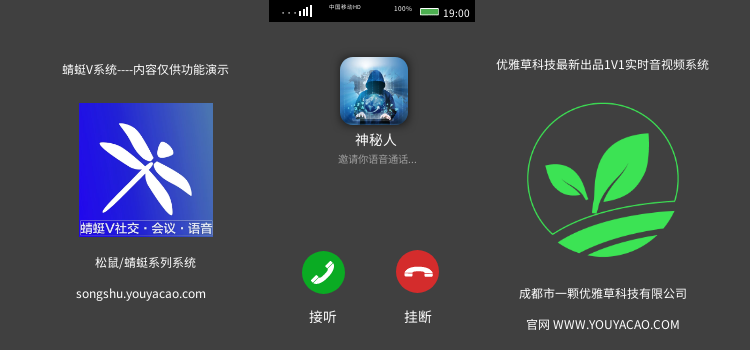 蜻蜓V系统----内容仅供功能演示
蜻蜓V社交·会议·语音
松鼠/蜻蜓系列系统
songshu.youyacao.com
中国移动HD
100%
19:00
神秘人
邀请你语音通话...
接听
挂断
优雅草科技最新出品1V1实时音视频系统
成都市一颗优雅草科技有限公司
官网 WWW.YOUYACAO.COM